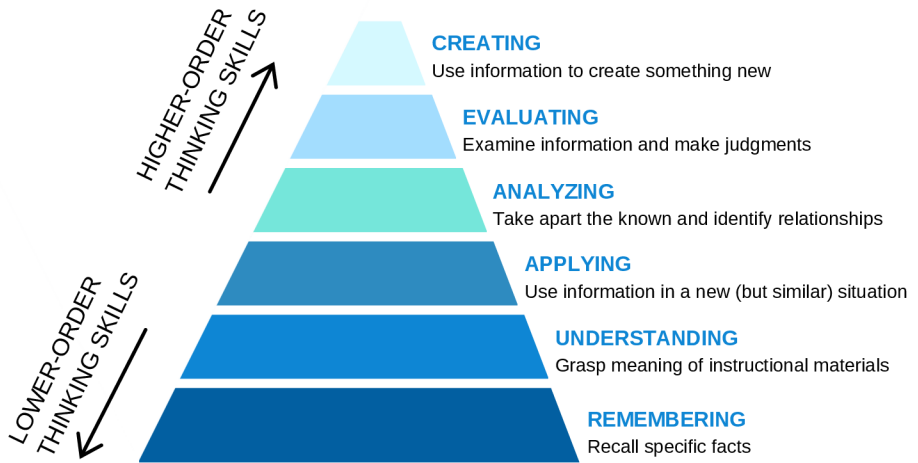 HIGHER-ORDER
THINKING SKILLS
CREATING
Use information to create something new
EVALUATING
Examine information and make judgments
ANALYZING
Take apart the known and identify relationships
LOWER-ORDER
THINKING SKILLS
APPLYING
Use information in a new (but similar) situation
UNDERSTANDING
Grasp meaning of instructional materials
REMEMBERING
Recall specific facts